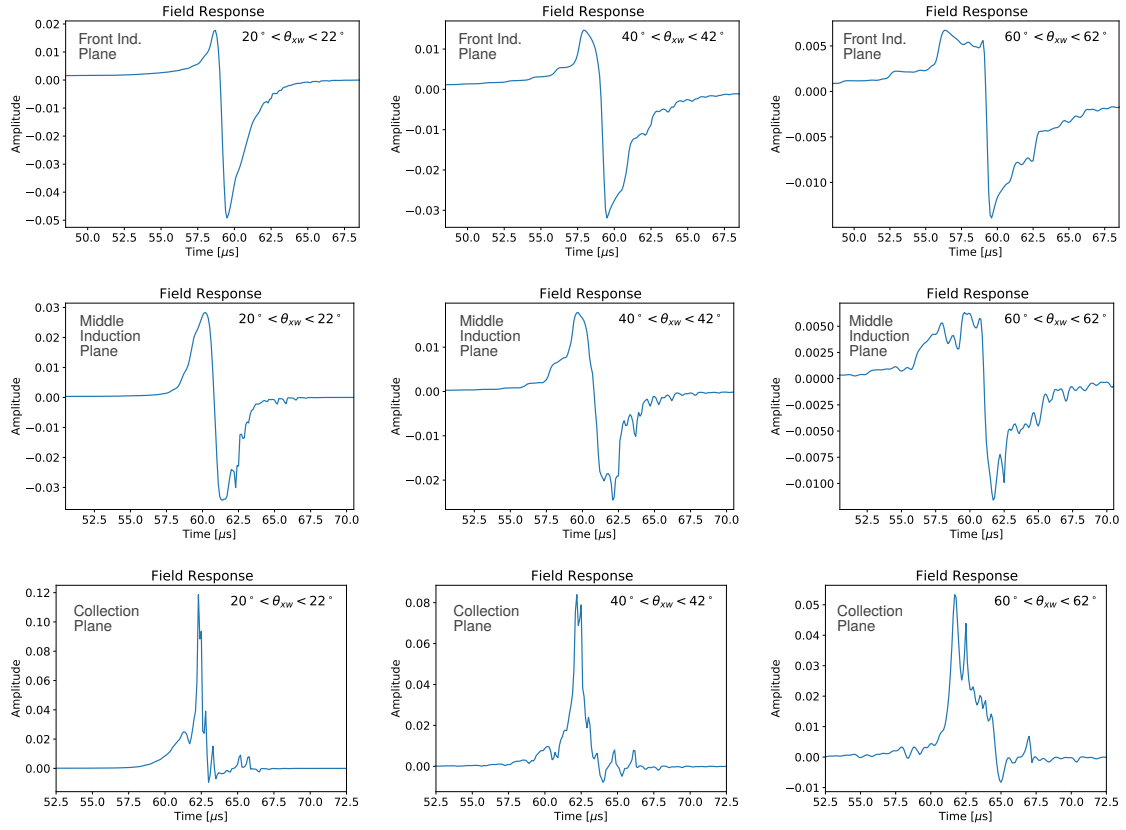 Field Response
Front Ind.
Plane
20° < θxw < 22°
0.02
0.01
0.00
−0.01
−0.02
−0.03
−0.04
−0.05
Amplitude
50.0 52.5 55.0 57.5 60.0 62.5 65.0 67.5
Time [μs]
Field Response
Front Ind.
Plane
40° < θxw < 42°
0.01
0.00
−0.01
−0.02
−0.03
Amplitude
50.0 52.5 55.0 57.5 60.0 62.5 65.0 67.5
Time [μs]
Field Response
Front Ind.
Plane
60° < θxw < 62°
0.005
0.000
−0.005
−0.010
Amplitude
50.0 52.5 55.0 57.5 60.0 62.5 65.0 67.5
Time [μs]
Field Response
Middle
Induction
Plane
20° < θxw < 22°
0.03
0.02
0.01
0.00
−0.01
−0.02
−0.03
Amplitude
52.5 55.0 57.5 60.0 62.5 65.0 67.5 70.0
Time [μs]
Field Response
Middle
Induction
Plane
40° < θxw < 42°
0.01
0.00
−0.01
−0.02
Amplitude
52.5 55.0 57.5 60.0 62.5 65.0 67.5 70.0
Time [μs]
Field Response
Middle
Induction
Plane
60° < θxw < 62°
0.0050
0.0025
0.0000
−0.0025
−0.0050
−0.0075
−0.0100
Amplitude
52.5 55.0 57.5 60.0 62.5 65.0 67.5 70.0
Time [μs]
Field Response
Collection
Plane
20° < θxw < 22°
0.12
0.10
0.08
0.06
0.04
0.02
0.00
Amplitude
52.5 55.0 57.5 60.0 62.5 65.0 67.5 70.0 72.5
Time [μs]
Field Response
Collection
Plane
40° < θxw < 42°
0.08
0.06
0.04
0.02
0.00
Amplitude
52.5 55.0 57.5 60.0 62.5 65.0 67.5 70.0 72.5
Time [μs]
Field Response
Collection
Plane
60° < θxw < 62°
0.05
0.04
0.03
0.02
0.01
0.00
−0.01
Amplitude
52.5 55.0 57.5 60.0 62.5 65.0 67.5 70.0 72.5
Time [μs]